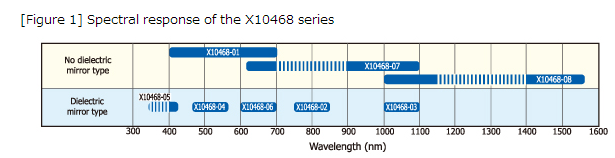 [Figure 1] Spectral response of the X10468 series
No dielectric
mirror type
X10468-01
X10468-07
X10468-08
Dielectric
mirror type
X10468-05
X10468-04
X10468-06
X10468-02
X10468-03
300 400 500 600 700 800 900 1000 1100 1200 1300 1400 1500 1600
Wavelength (nm)